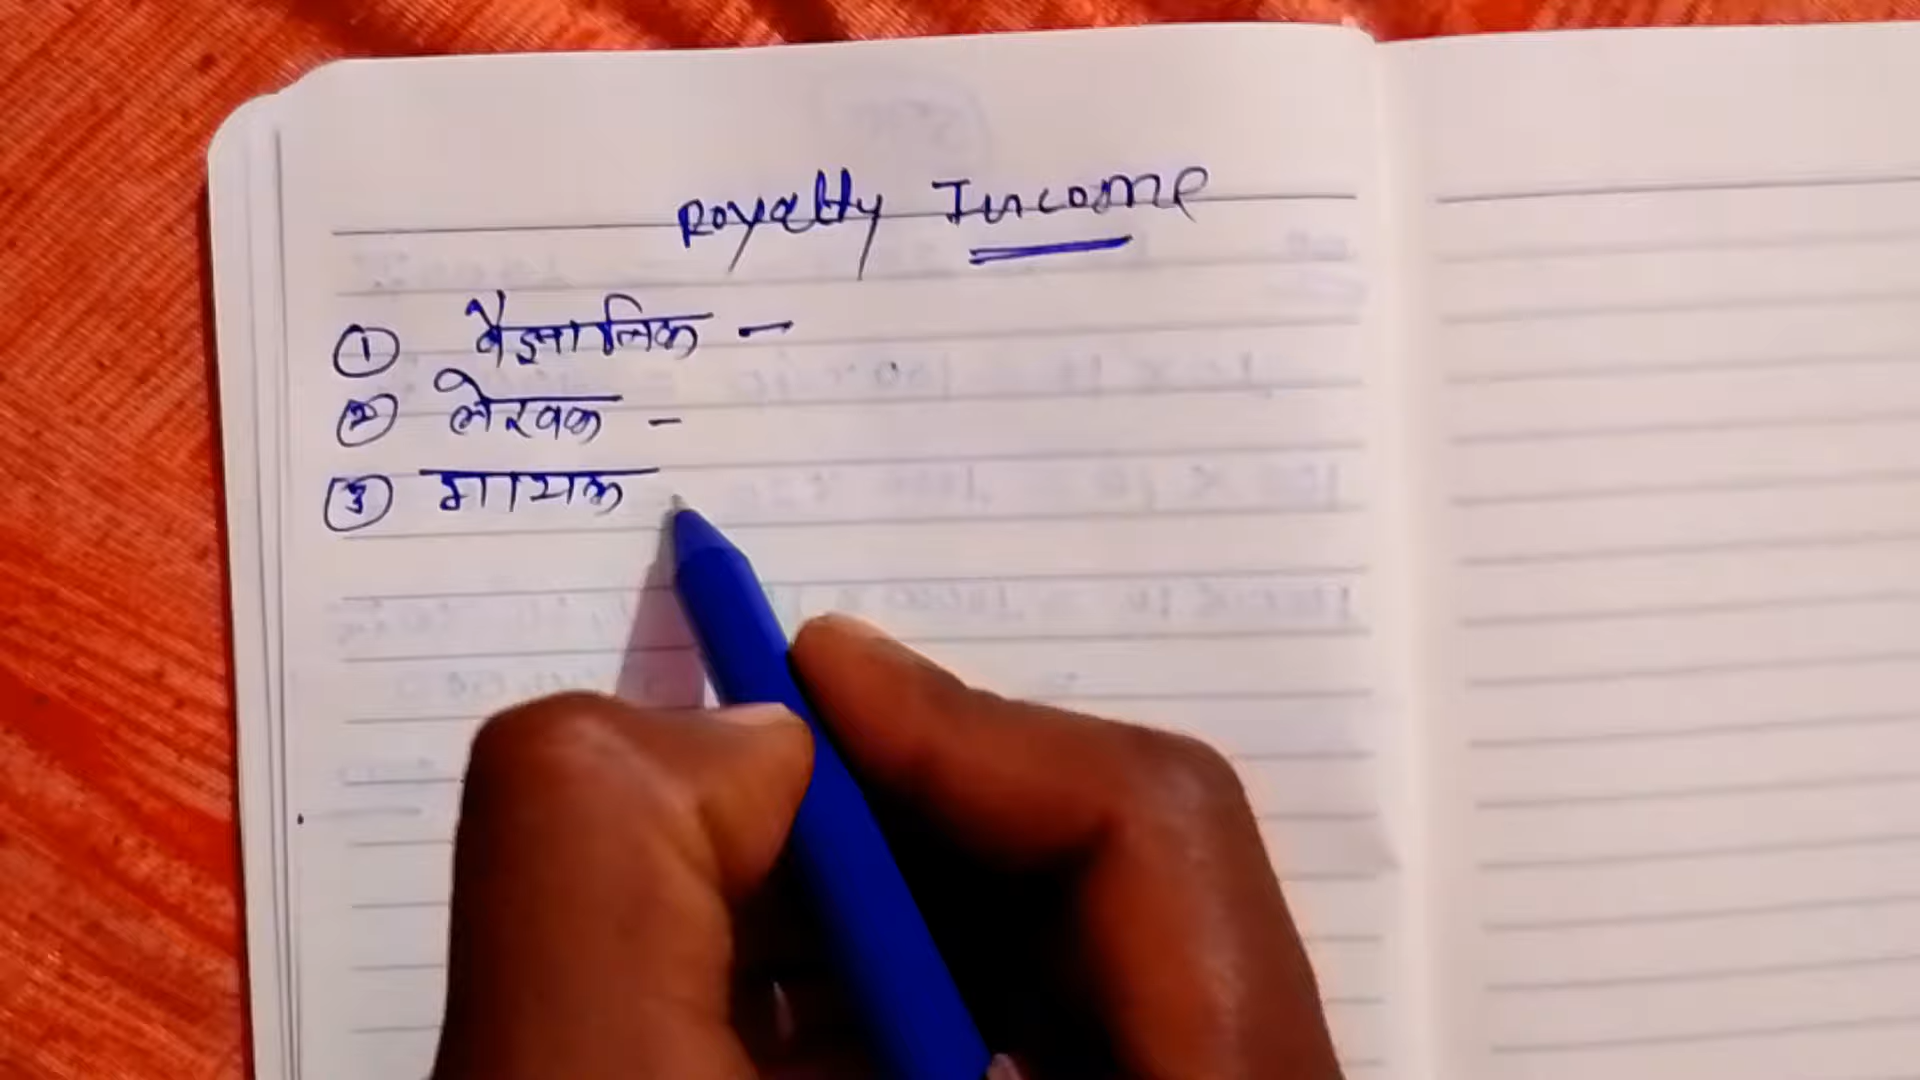 Royalty Income
① वैज्ञानिक -
② लेखक -
③ गायक